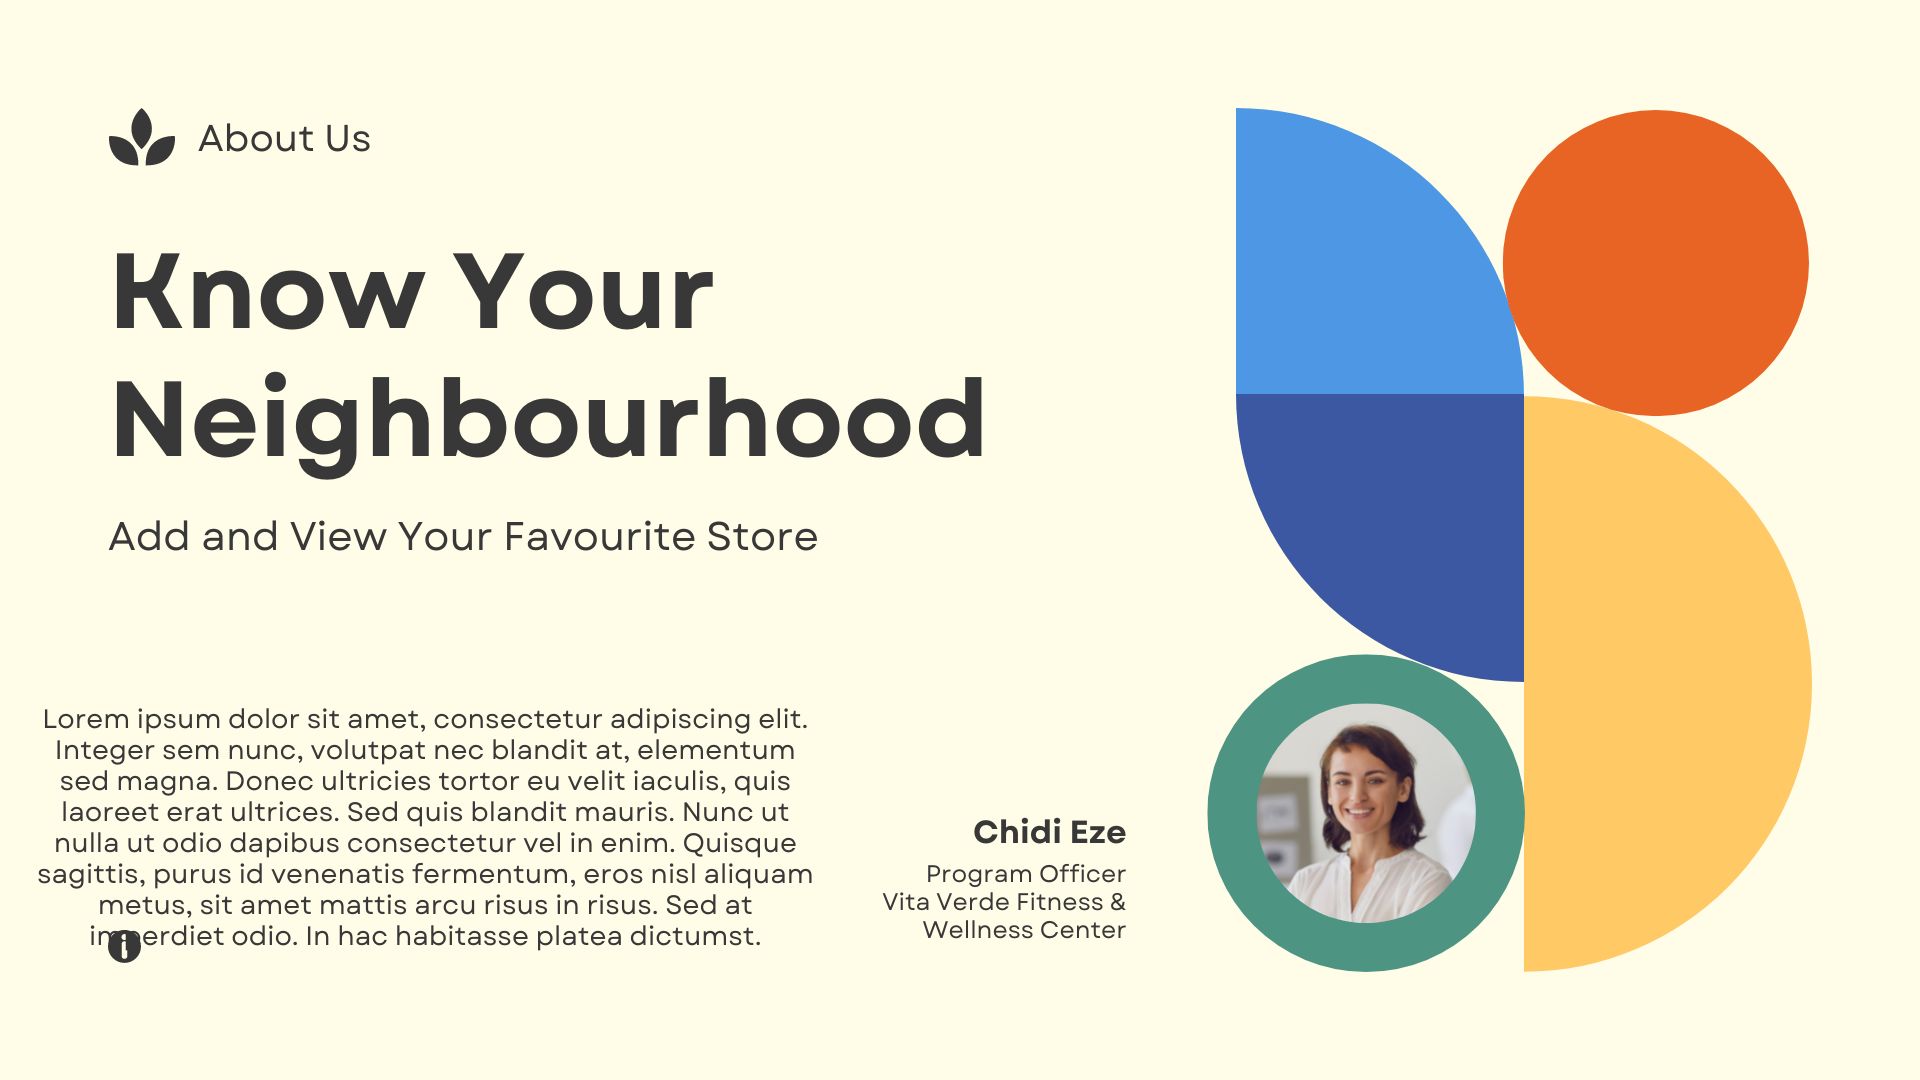 About Us
Know Your
Neighbourhood
Add and View Your Favourite Store
Lorem ipsum dolor sit amet, consectetur adipiscing elit.
Integer sem nunc, volutpat nec blandit at, elementum
sed magna. Donec ultricies tortor eu velit iaculis, quis
laoreet erat ultrices. Sed quis blandit mauris. Nunc ut
nulla ut odio dapibus consectetur vel in enim. Quisque
sagittis, purus id venenatis fermentum, eros nisl aliquam
metus, sit amet mattis arcu risus in risus. Sed at
imperdiet odio. In hac habitasse platea dictumst.
Chidi Eze
Program Officer
Vita Verde Fitness &
Wellness Center